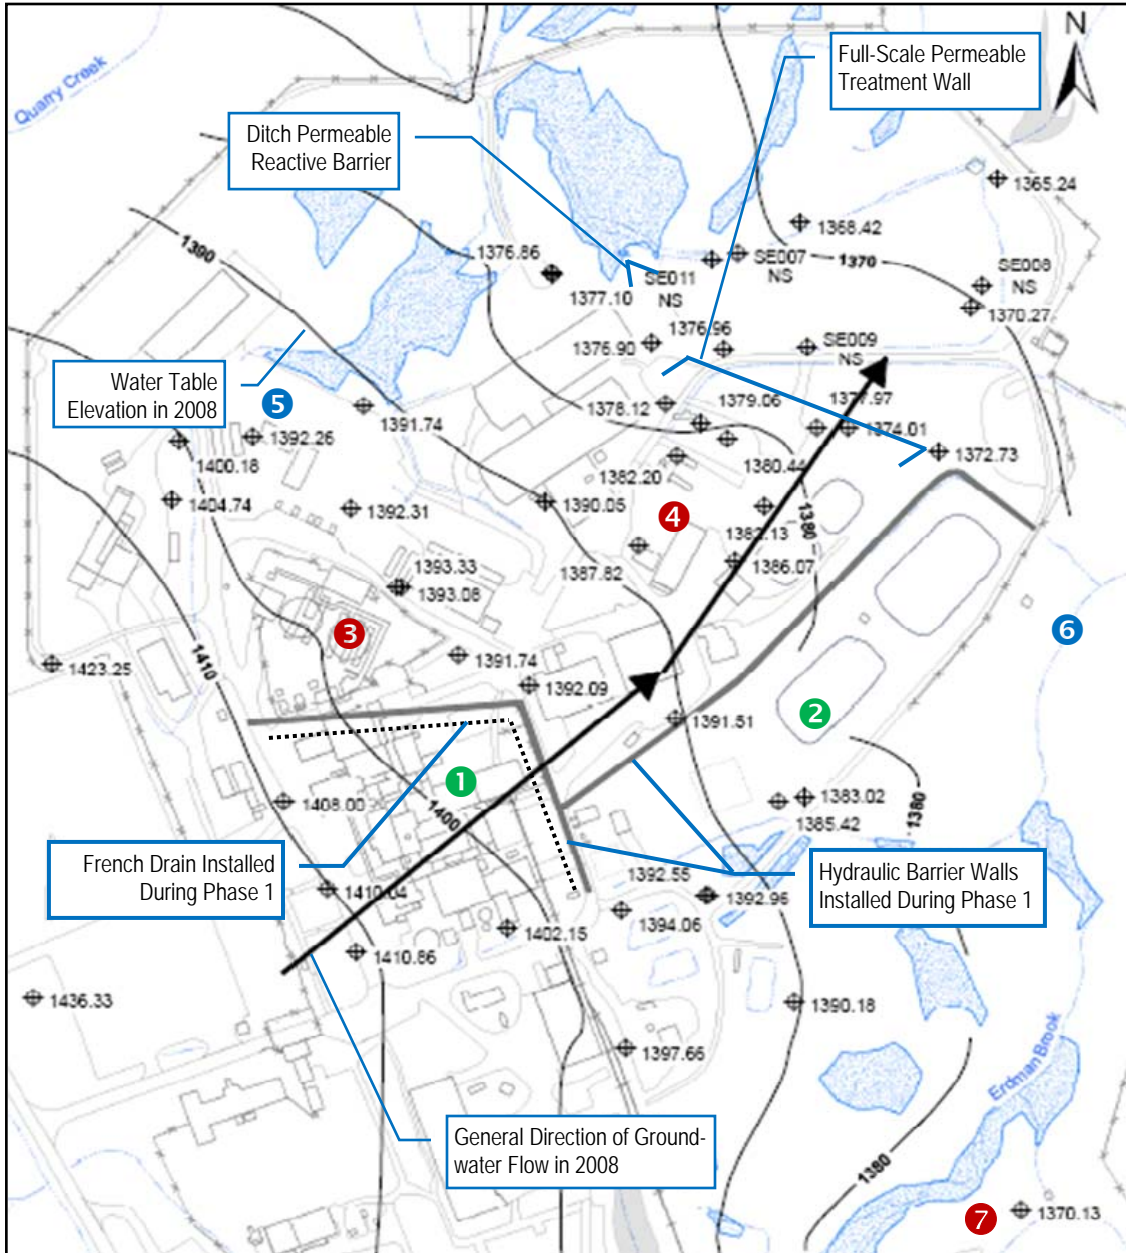 N
Quarry Creek
Full-Scale Permeable
Treatment Wall
Ditch Permeable
Reactive Barrier
1365.24
1368.42
1390
1376.86
SE007
NS
1370
SE008
NS
SE011
NS
1377.10
1370.27
1376.96
1376.90
SE009
NS
Water Table
Elevation in 2008
5
1378.12
1379.06
1377.97
1391.74
1374.01
1392.26
1400.18
1380.44
1372.73
1382.20
1404.74
1392.31
1390.05
4
1380
1382.13
1387.82
1386.07
1393.33
1393.08
3
6
1410
1423.25
1391.74
1392.09
1391.51
2
1
1408.00
1400
1383.02
1385.42
1380
French Drain Installed
During Phase 1
1410.04
1392.55
1392.96
Hydraulic Barrier Walls
Installed During Phase 1
1394.06
1402.15
1410.86
1436.33
1390.18
1397.66
Erdman Brook
General Direction of Ground-
water Flow in 2008
1380
7
1370.13